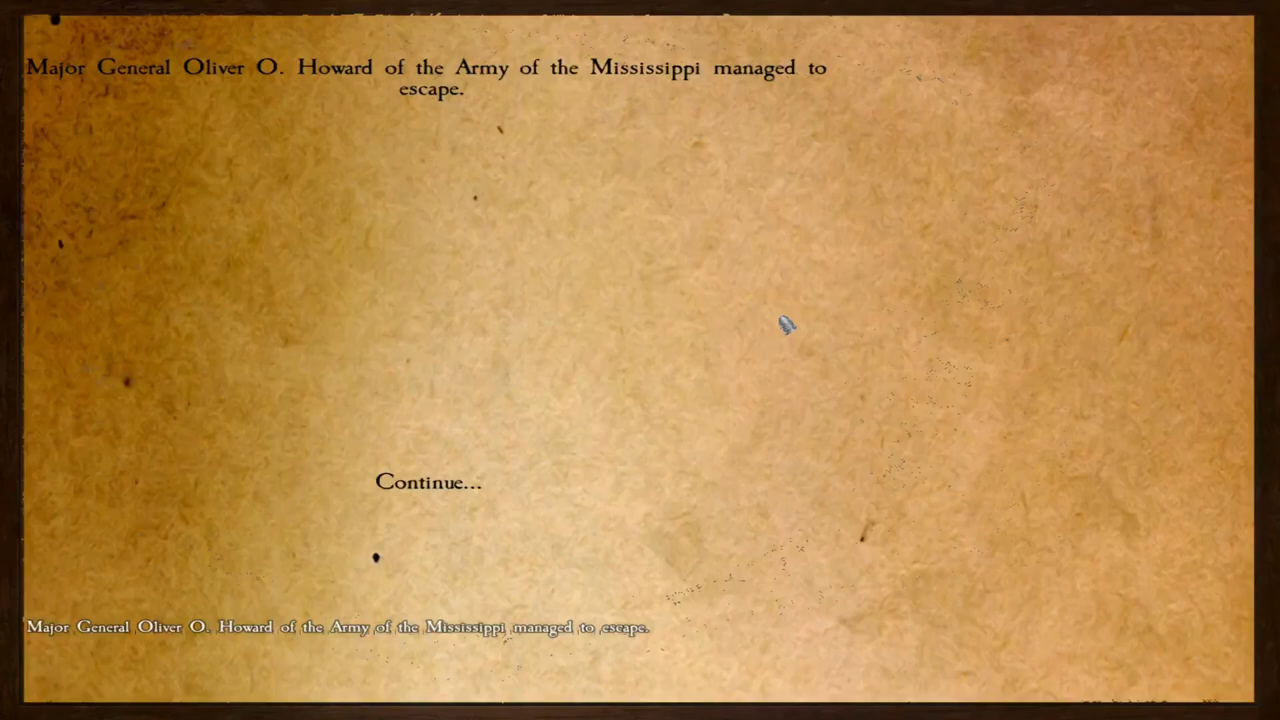 Major General Oliver O. Howard of the Army of the Mississippi managed to
escape.
Continue...
Major General Oliver O. Howard of the Army of the Mississippi managed to escape.